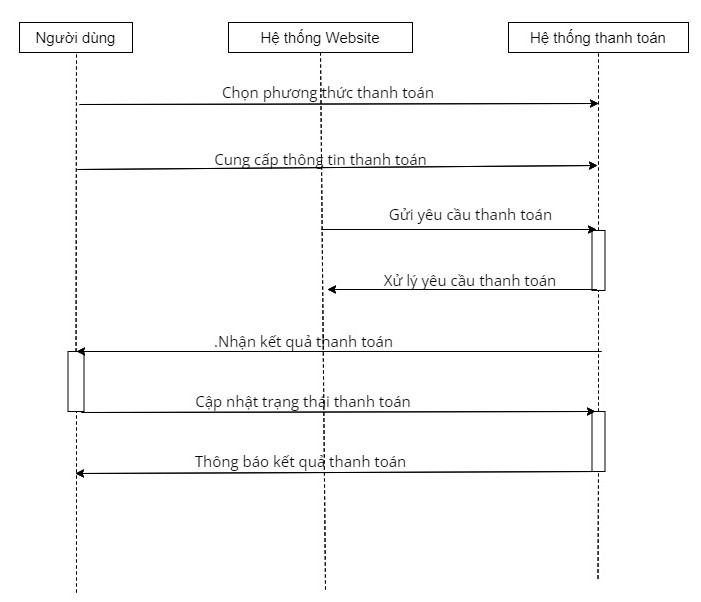 Người dùng
Hệ thống Website
Hệ thống thanh toán
Chọn phương thức thanh toán
Cung cấp thông tin thanh toán
Gửi yêu cầu thanh toán
Xử lý yêu cầu thanh toán
.Nhận kết quả thanh toán
Cập nhật trạng thái thanh toán
Thông báo kết quả thanh toán